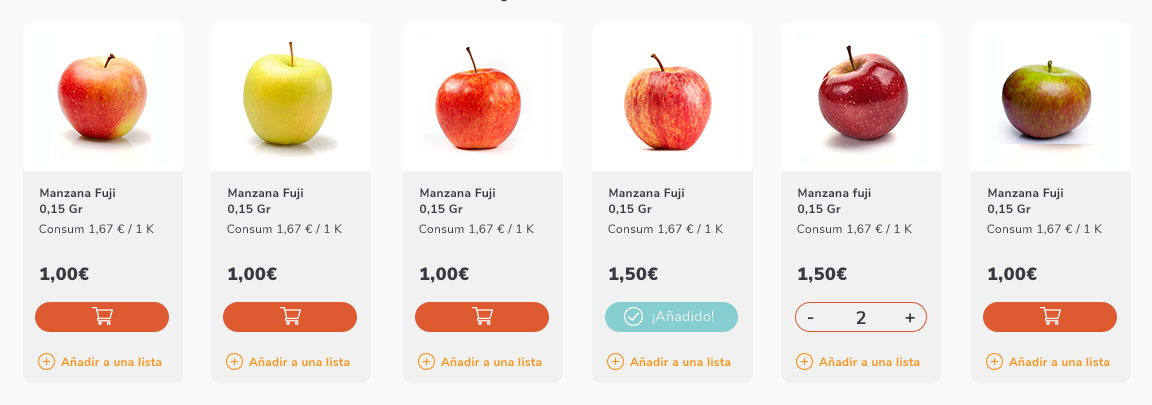 Manzana Fuji
0,15 Gr
Consum 1,67 € / 1 K
1,00€
Añadir a una lista
Manzana Fuji
0,15 Gr
Consum 1,67 € / 1 K
1,00€
Añadir a una lista
Manzana Fuji
0,15 Gr
Consum 1,67 € / 1 K
1,00€
Añadir a una lista
Manzana Fuji
0,15 Gr
Consum 1,67 € / 1 K
1,50€
¡Añadido!
Añadir a una lista
Manzana fuji
0,15 Gr
Consum 1,67 € / 1 K
1,50€
- 2 +
Añadir a una lista
Manzana Fuji
0,15 Gr
Consum 1,67 € / 1 K
1,00€
Añadir a una lista